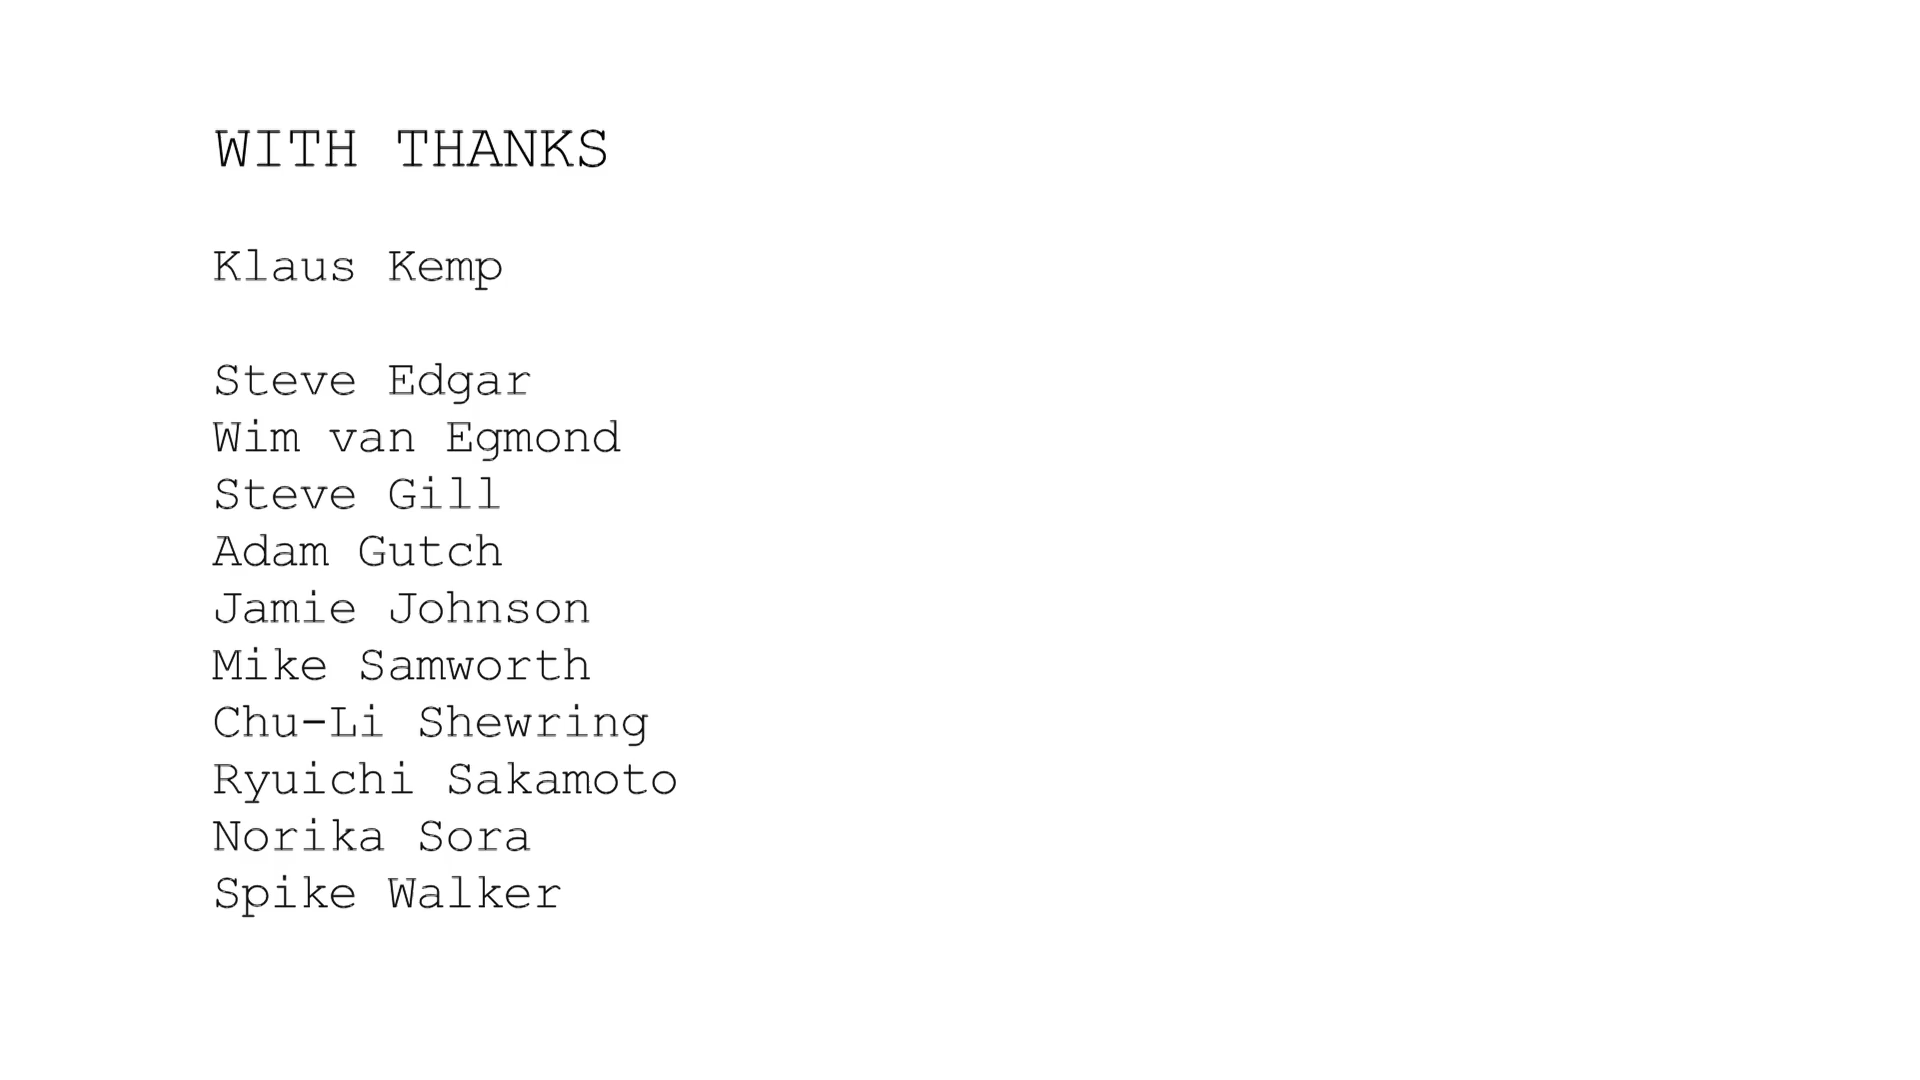 WITH THANKS
Klaus Kemp
Steve Edgar
Wim van Egmond
Steve Gill
Adam Gutch
Jamie Johnson
Mike Samworth
Chu-Li Shewring
Ryuichi Sakamoto
Norika Sora
Spike Walker